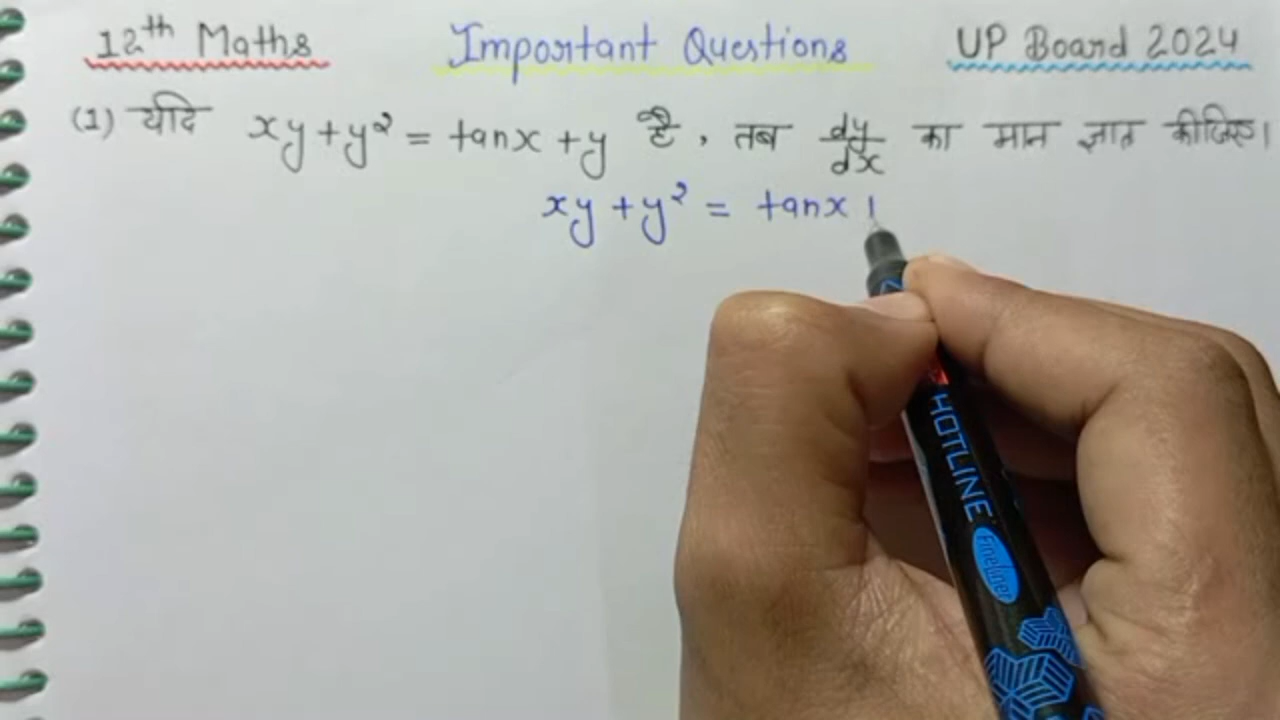 12th Maths Important Questions UP Board 2024
(1) यदि xy+y² = tanx+y है, तब dy/dx का मान ज्ञात कीजिए।
xy+y² = tanx
HOTLINE
Fineliner